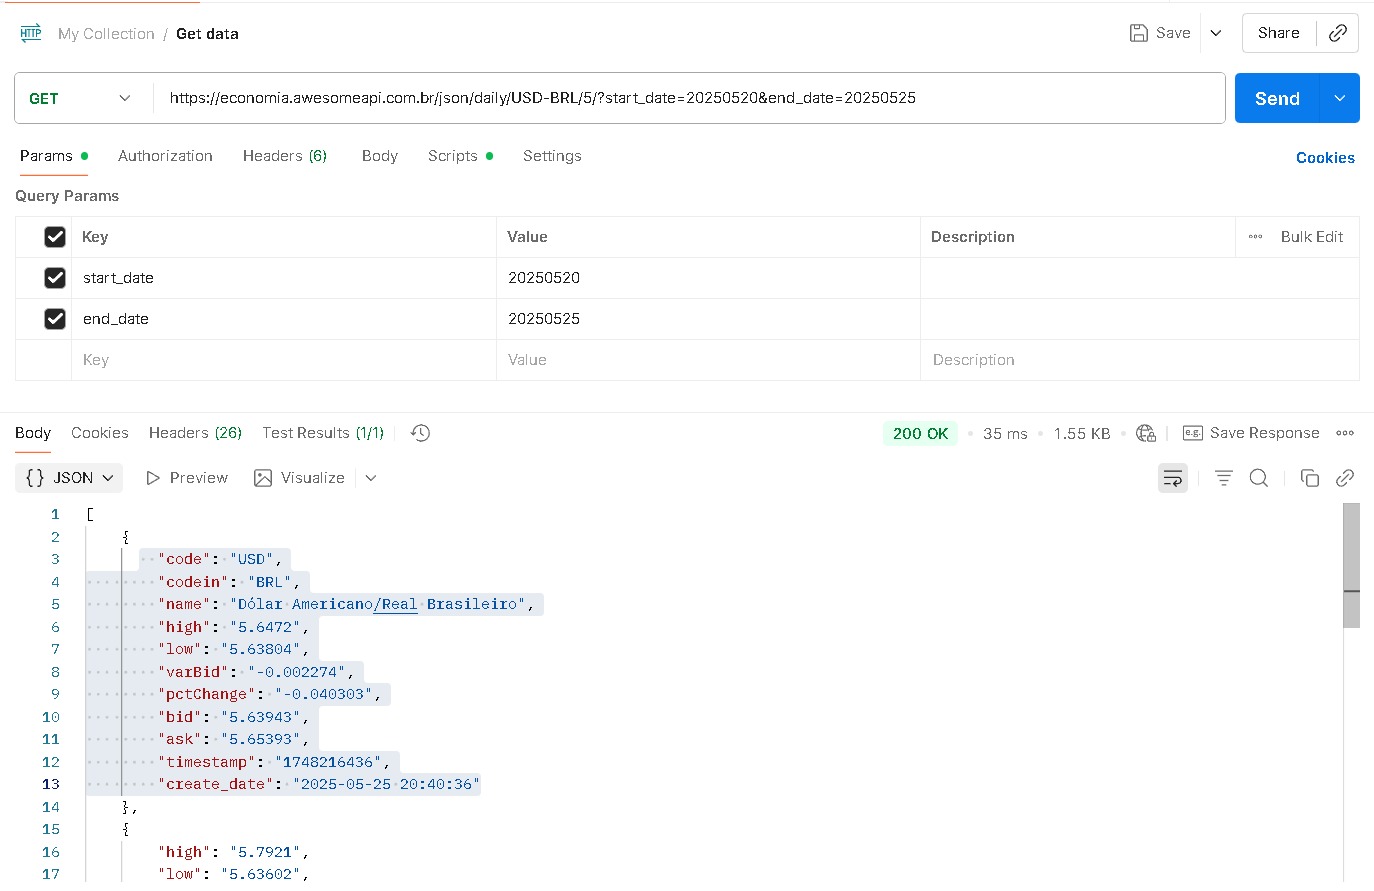 HTTP My Collection / Get data Save Share
GET https://economia.awesomeapi.com.br/json/daily/USD-BRL/5/?start_date=20250520&end_date=20250525 Send
Params Authorization Headers (6) Body Scripts Settings Cookies
Query Params
Key Value Description Bulk Edit
start_date 20250520
end_date 20250525
Key Value Description
Body Cookies Headers (26) Test Results (1/1) 200 OK 35 ms 1.55 KB e.g. Save Response
{} JSON Preview Visualize
1 [
2 {
3 "code": "USD",
4 "codein": "BRL",
5 "name": "Dólar Americano/Real Brasileiro",
6 "high": "5.6472",
7 "low": "5.63804",
8 "varBid": "-0.002274",
9 "pctChange": "-0.040303",
10 "bid": "5.63943",
11 "ask": "5.65393",
12 "timestamp": "1748216436",
13 "create_date": "2025-05-25 20:40:36"
14 },
15 {
16 "high": "5.7921",
17 "low": "5.63602",